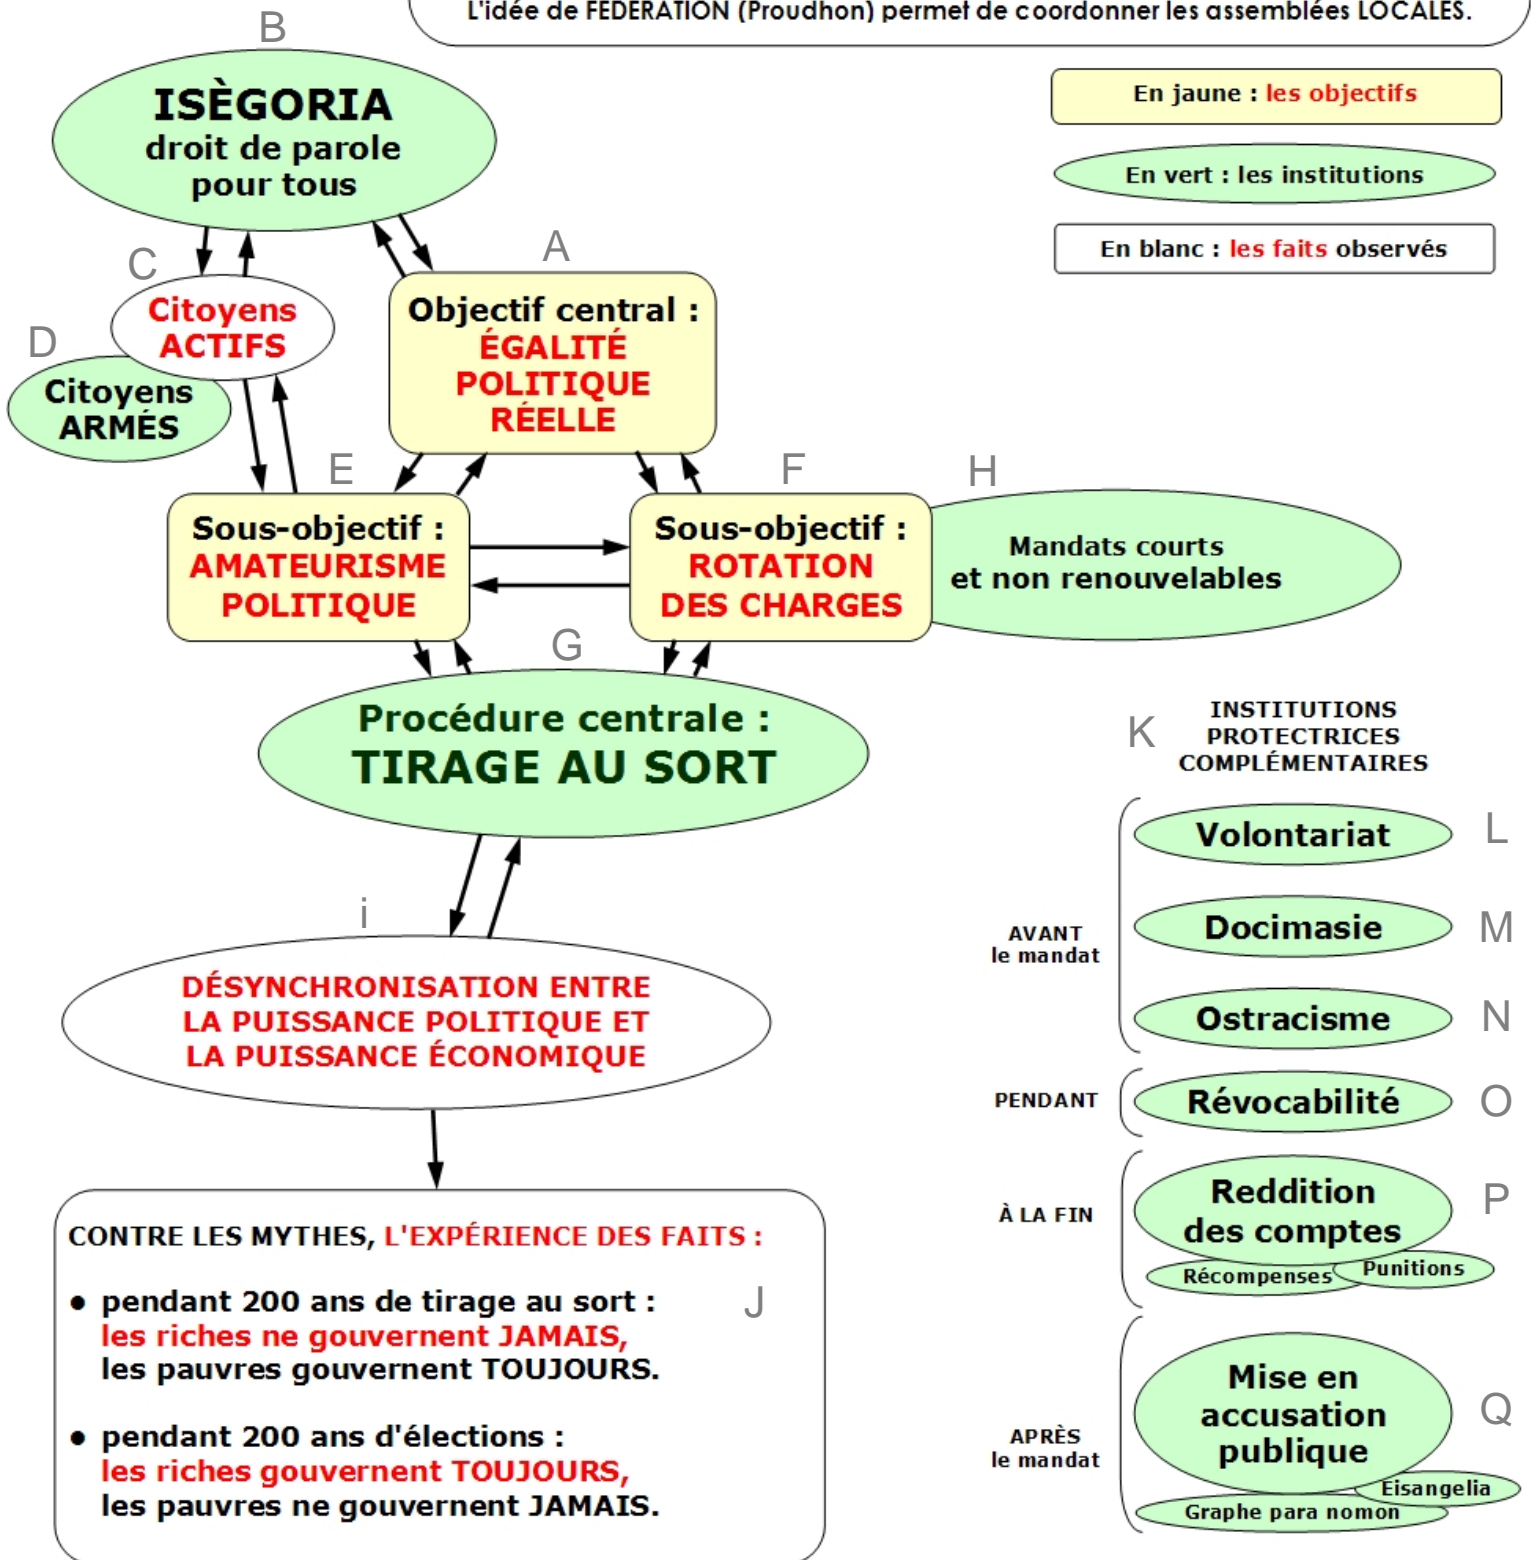 L'idée de FEDERATION (Proudhon) permet de coordonner les assemblées LOCALES.
B
ISÈGORIA
droit de parole
pour tous
En jaune : les objectifs
En vert : les institutions
En blanc : les faits observés
C
Citoyens
ACTIFS
D
Citoyens
ARMÉS
A
Objectif central :
ÉGALITÉ
POLITIQUE
RÉELLE
E
Sous-objectif :
AMATEURISME
POLITIQUE
F
Sous-objectif :
ROTATION
DES CHARGES
H
Mandats courts
et non renouvelables
G
Procédure centrale :
TIRAGE AU SORT
i
DÉSYNCHRONISATION ENTRE
LA PUISSANCE POLITIQUE ET
LA PUISSANCE ÉCONOMIQUE
CONTRE LES MYTHES, L'EXPÉRIENCE DES FAITS :
J
● pendant 200 ans de tirage au sort :
les riches ne gouvernent JAMAIS,
les pauvres gouvernent TOUJOURS.
● pendant 200 ans d'élections :
les riches gouvernent TOUJOURS,
les pauvres ne gouvernent JAMAIS.
K
INSTITUTIONS
PROTECTRICES
COMPLÉMENTAIRES
AVANT
le mandat
Volontariat
L
Docimasie
M
Ostracisme
N
PENDANT
Révocabilité
O
À LA FIN
Reddition
des comptes
P
Récompenses
Punitions
APRÈS
le mandat
Mise en
accusation
publique
Q
Eisangelia
Graphe para nomon